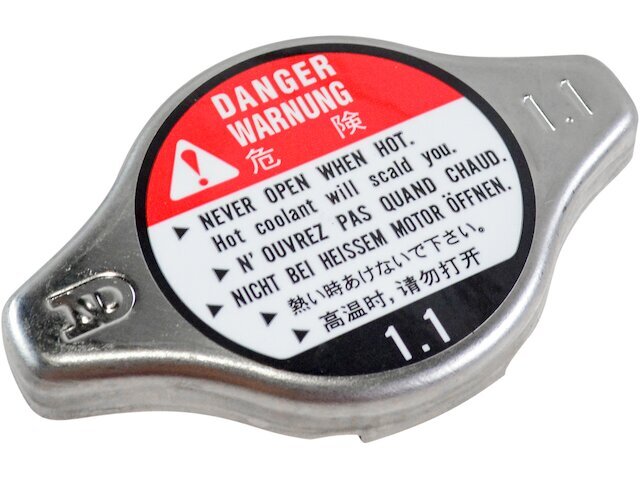 DANGER
WARNUNG
危険
▶ NEVER OPEN WHEN HOT.
Hot coolant will scald you.
▶ N' OUVREZ PAS QUAND CHAUD.
▶ NICHT BEI HEISSEM MOTOR ÖFFNEN.
▶ 熱い時あけないで下さい。
▶ 高温时,请勿打开
1.1
1.1